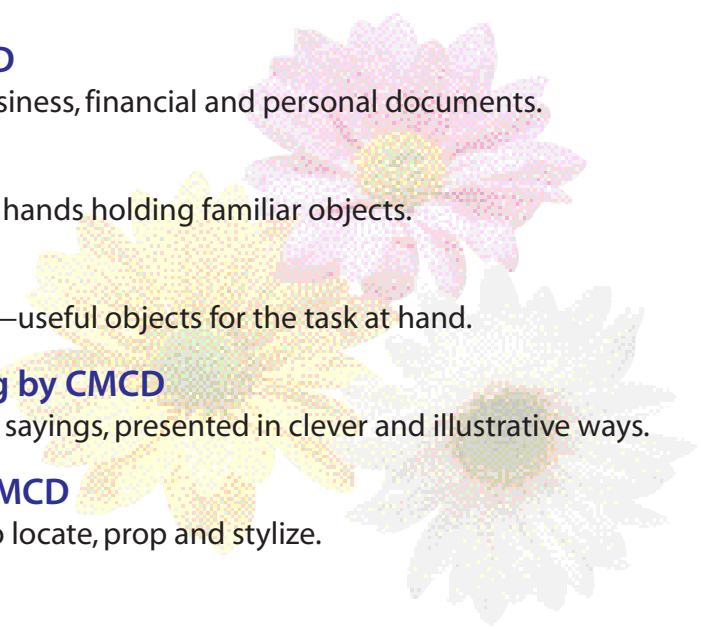 D
siness, financial and personal documents.
hands holding familiar objects.
—useful objects for the task at hand.
g by CMCD
sayings, presented in clever and illustrative ways.
MCD
o locate, prop and stylize.